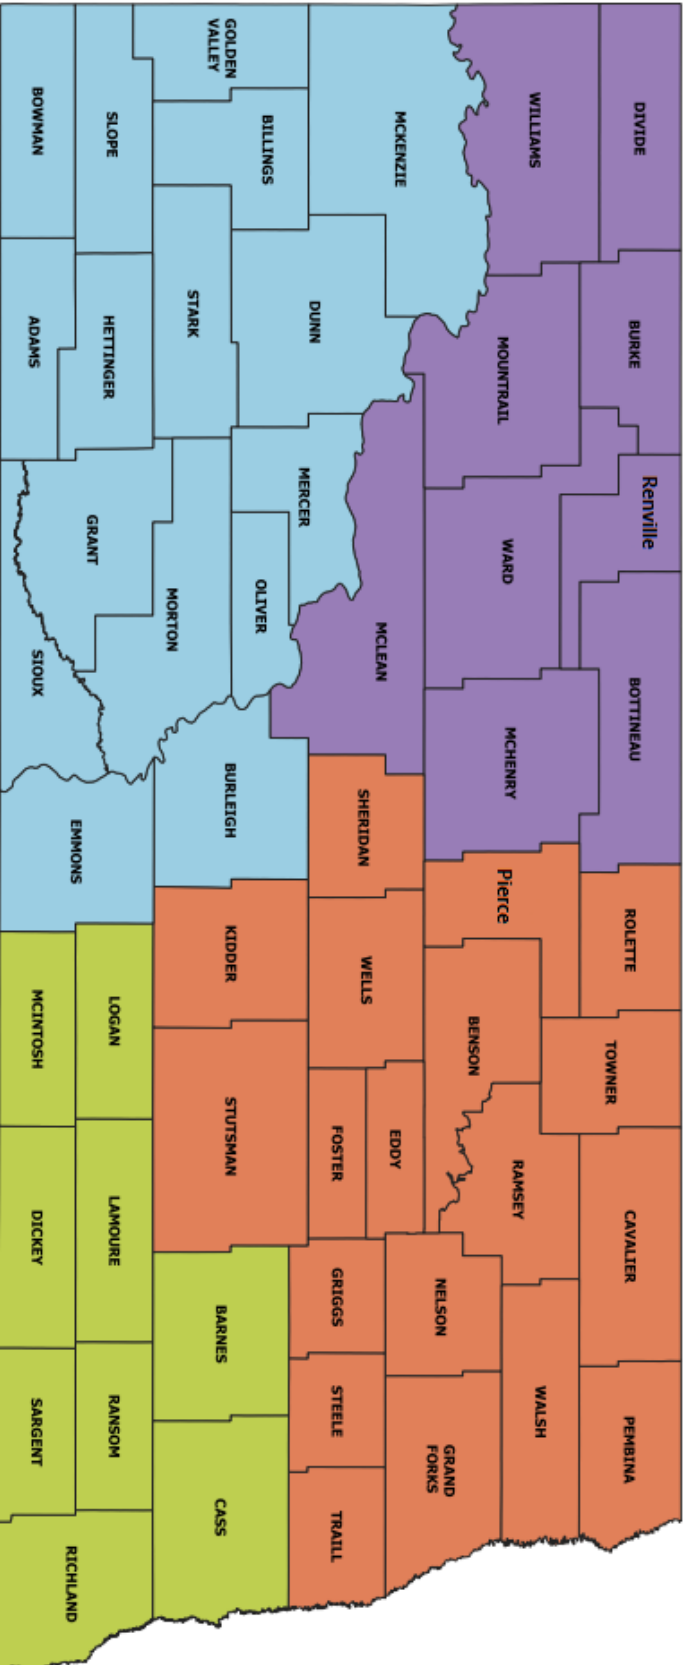 DIVIDE
BURKE
Renville
BOTTINEAU
ROLETTE
TOWNER
CAVALIER
PEMBINA
WILLIAMS
MOUNTRAIL
WARD
MCHENRY
Pierce
BENSON
RAMSEY
WALSH
MCKENZIE
MCLEAN
SHERIDAN
WELLS
EDDY
FOSTER
NELSON
GRAND
FORKS
GRIGGS
STEELE
TRAILL
GOLDEN
VALLEY
BILLINGS
DUNN
MERCER
OLIVER
STARK
MORTON
BURLEIGH
KIDDER
STUTSMAN
BARNES
CASS
SLOPE
HETTINGER
GRANT
EMMONS
LOGAN
LAMOURE
RANSOM
RICHLAND
BOWMAN
ADAMS
SIOUX
MCINTOSH
DICKEY
SARGENT